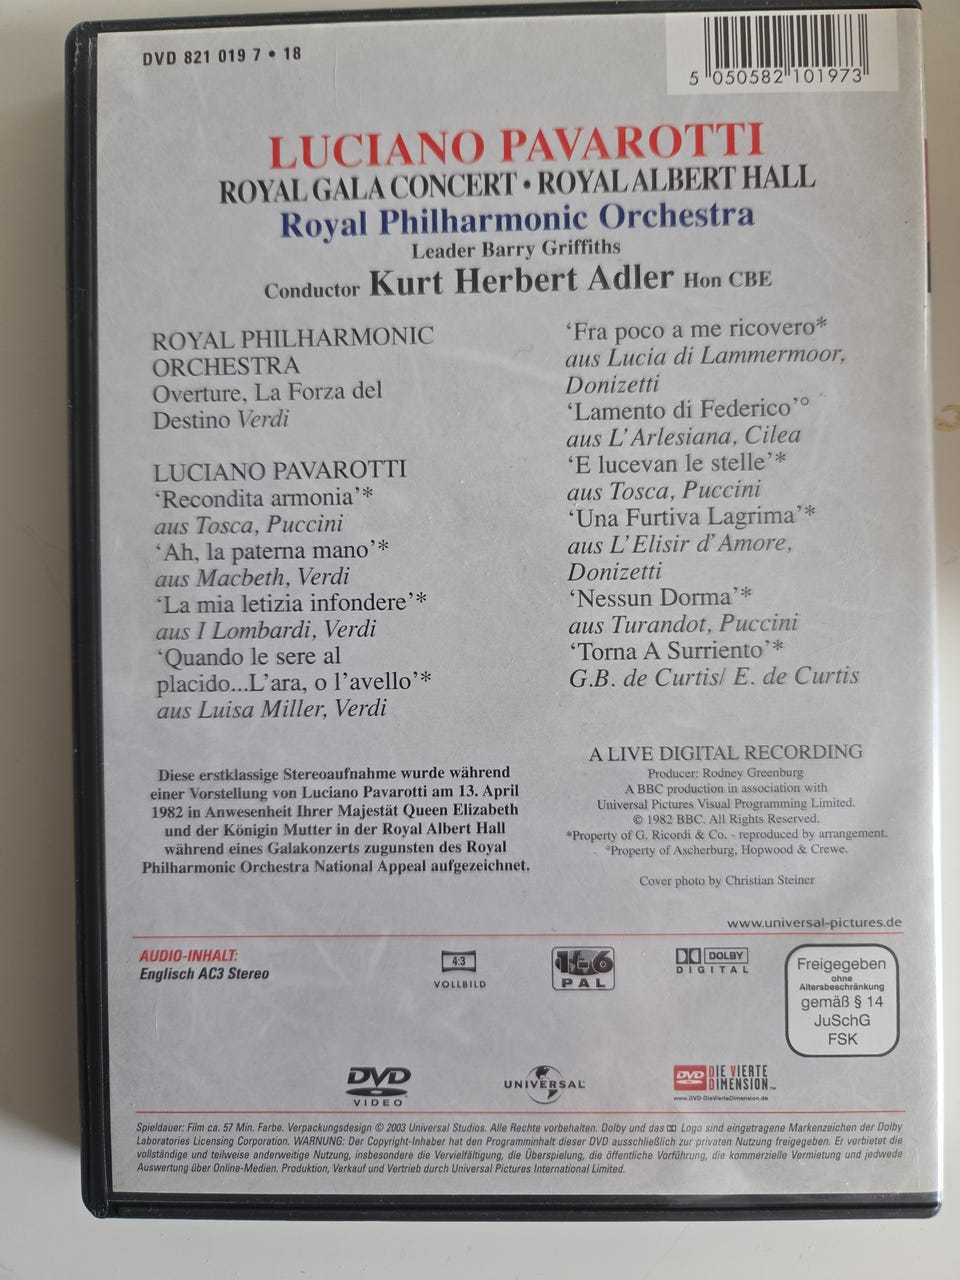 DVD 821 019 7 • 18
5 050582 101973
LUCIANO PAVAROTTI
ROYAL GALA CONCERT • ROYAL ALBERT HALL
Royal Philharmonic Orchestra
Leader Barry Griffiths
Conductor Kurt Herbert Adler Hon CBE
ROYAL PHILHARMONIC
ORCHESTRA
Overture, La Forza del
Destino Verdi
LUCIANO PAVAROTTI
‘Recondita armonia’*
aus Tosca, Puccini
‘Ah, la paterna mano’*
aus Macbeth, Verdi
‘La mia letizia infondere’*
aus I Lombardi, Verdi
‘Quando le sere al
placido...L’ara, o l’avello’*
aus Luisa Miller, Verdi
‘Fra poco a me ricovero*
aus Lucia di Lammermoor,
Donizetti
‘Lamento di Federico’°
aus L’Arlesiana, Cilea
‘E lucevan le stelle’*
aus Tosca, Puccini
‘Una Furtiva Lagrima’*
aus L’Elisir d’Amore,
Donizetti
‘Nessun Dorma’*
aus Turandot, Puccini
‘Torna A Surriento’*
G.B. de Curtis/ E. de Curtis
Diese erstklassige Stereoaufnahme wurde während
einer Vorstellung von Luciano Pavarotti am 13. April
1982 in Anwesenheit Ihrer Majestät Queen Elizabeth
und der Königin Mutter in der Royal Albert Hall
während eines Galakonzerts zugunsten des Royal
Philharmonic Orchestra National Appeal aufgezeichnet.
A LIVE DIGITAL RECORDING
Producer: Rodney Greenburg
A BBC production in association with
Universal Pictures Visual Programming Limited.
© 1982 BBC. All Rights Reserved.
*Property of G. Ricordi & Co. - reproduced by arrangement.
°Property of Ascherburg, Hopwood & Crewe.
Cover photo by Christian Steiner
www.universal-pictures.de
AUDIO-INHALT:
Englisch AC3 Stereo
4:3
VOLLBILD
PAL
DOLBY
DIGITAL
Freigegeben
ohne
Altersbeschränkung
gemäß § 14
JuSchG
FSK
DVD
VIDEO
UNIVERSAL
DVD DIE VIERTE
DIMENSION™
www.DVD-DieVierteDimension.de
Spieldauer: Film ca. 57 Min. Farbe. Verpackungsdesign © 2003 Universal Studios. Alle Rechte vorbehalten. Dolby und das Logo sind eingetragene Markenzeichen der Dolby
Laboratories Licensing Corporation. WARNUNG: Der Copyright-Inhaber hat den Programminhalt dieser DVD ausschließlich zur privaten Nutzung freigegeben. Er verbietet die
vollständige und teilweise anderweitige Nutzung, insbesondere die Vervielfältigung, die Überspielung, die öffentliche Vorführung, die kommerzielle Vermietung und jedwede
Auswertung über Online-Medien. Produktion, Verkauf und Vertrieb durch Universal Pictures International Limited.